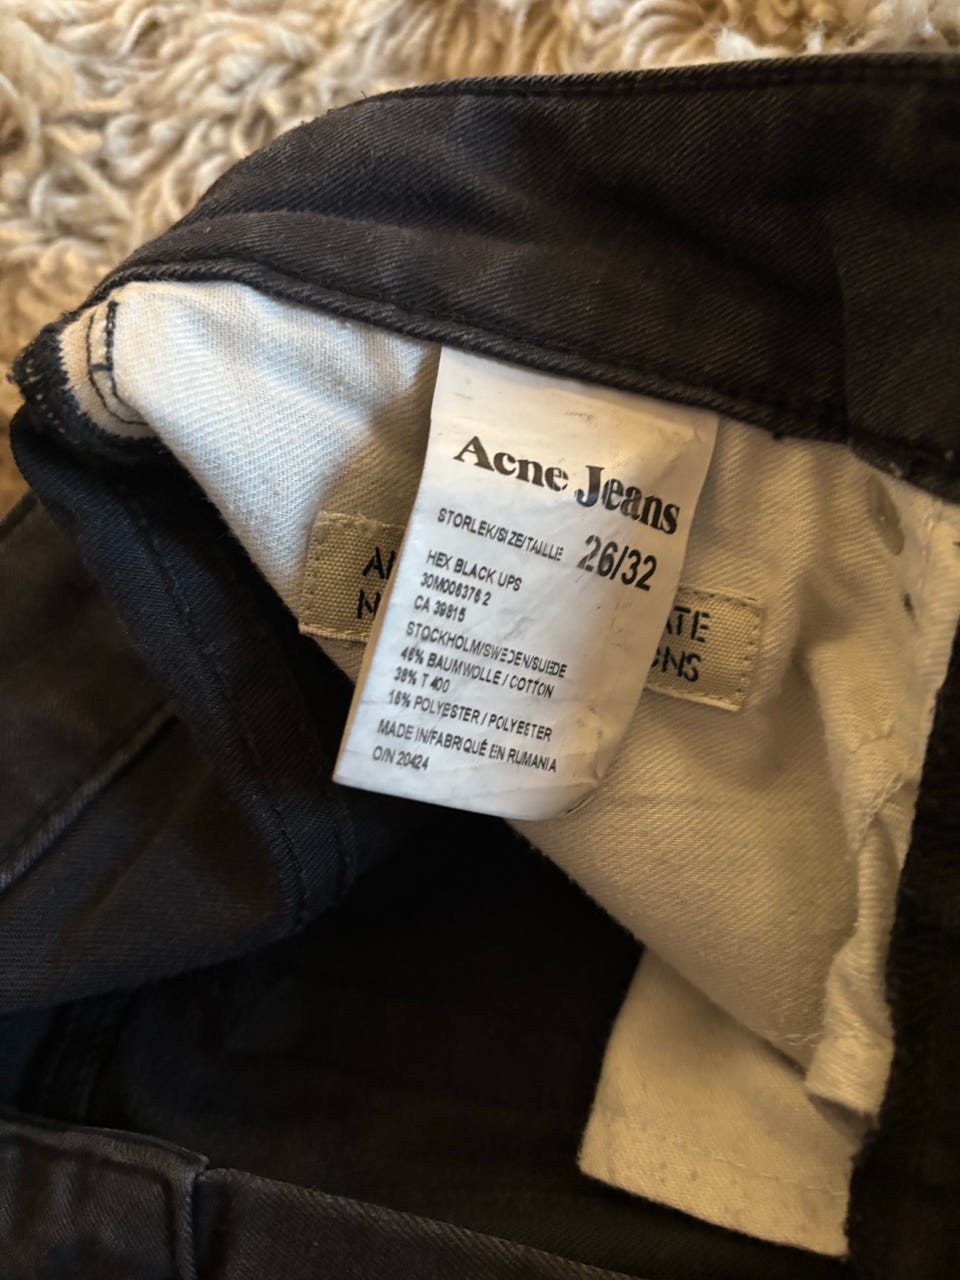 Acne Jeans
STORLEK/SIZE/TAILLE 26/32
HEX BLACK UPS
30M006376 2
CA 39815
STOCKHOLM/SWEDEN/SUEDE
46% BAUMWOLLE / COTTON
38% T 400
16% POLYESTER / POLYESTER
MADE IN/FABRIQUÉ EN RUMANIA
O/N 20424